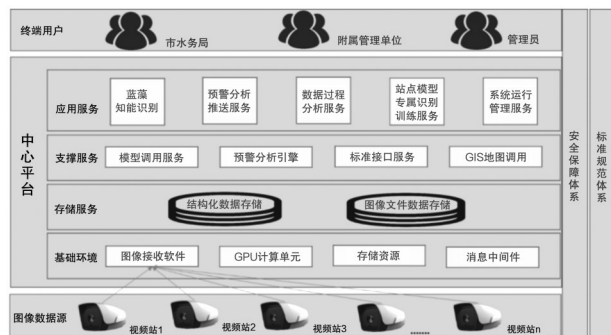 终端用户
市水务局
附属管理单位
管理员
中心平台
应用服务
蓝藻
知能识别
预警分析
推送服务
数据过程
分析服务
站点模型
专属识别
训练服务
系统运行
管理服务
支撑服务
模型调用服务
预警分析引擎
标准接口服务
GIS地图调用
存储服务
结构化数据存储
图像文件数据存储
基础环境
图像接收软件
GPU计算单元
存储资源
消息中间件
图像数据源
视频站1
视频站2
视频站3
.......
视频站n
安全保障体系
标准规范体系